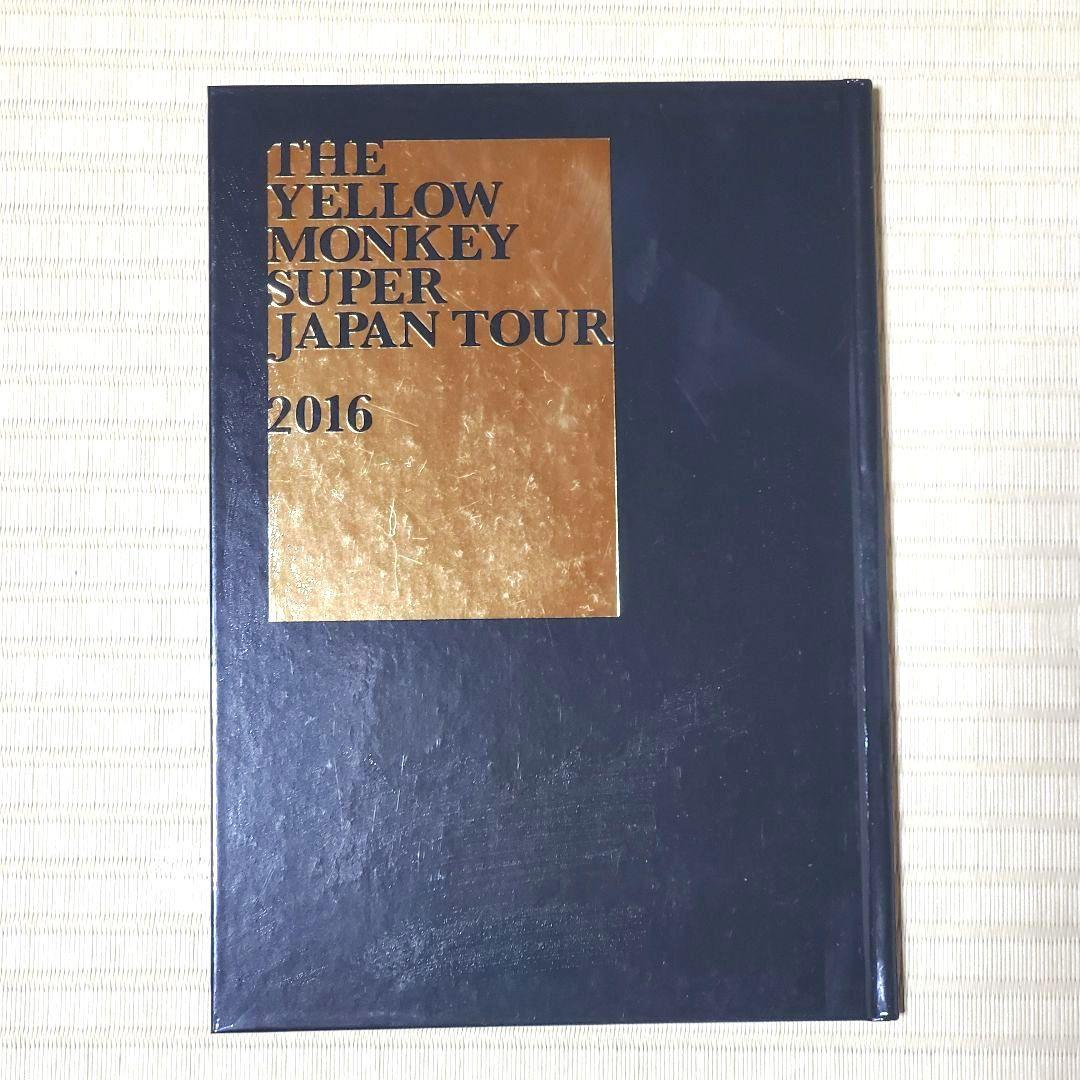 THE
YELLOW
MONKEY
SUPER
JAPAN TOUR
2016